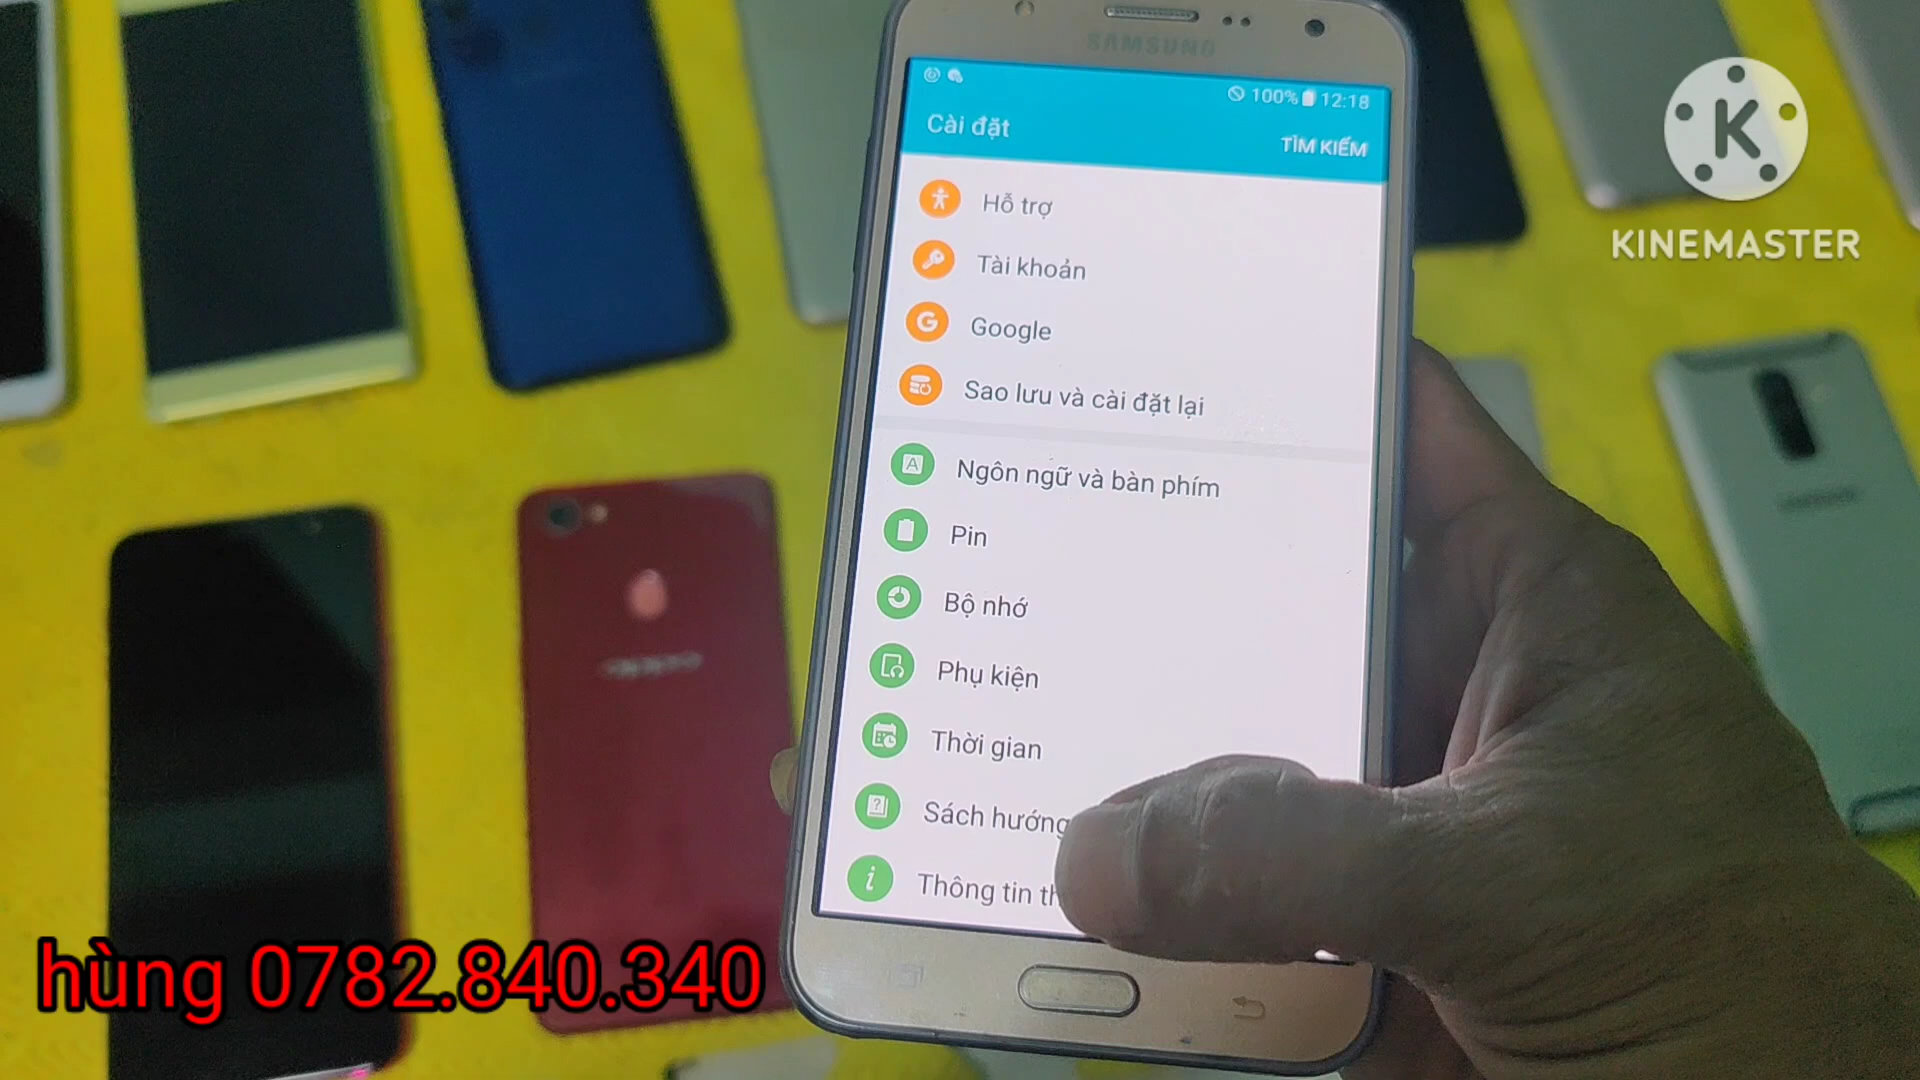 SAMSUNG
100% 12:18
Cài đặt
TÌM KIẾM
Hỗ trợ
Tài khoản
Google
Sao lưu và cài đặt lại
Ngôn ngữ và bàn phím
Pin
Bộ nhớ
Phụ kiện
Thời gian
Sách hướng
Thông tin
K
KINEMASTER
oppo
hùng 0782.840.340